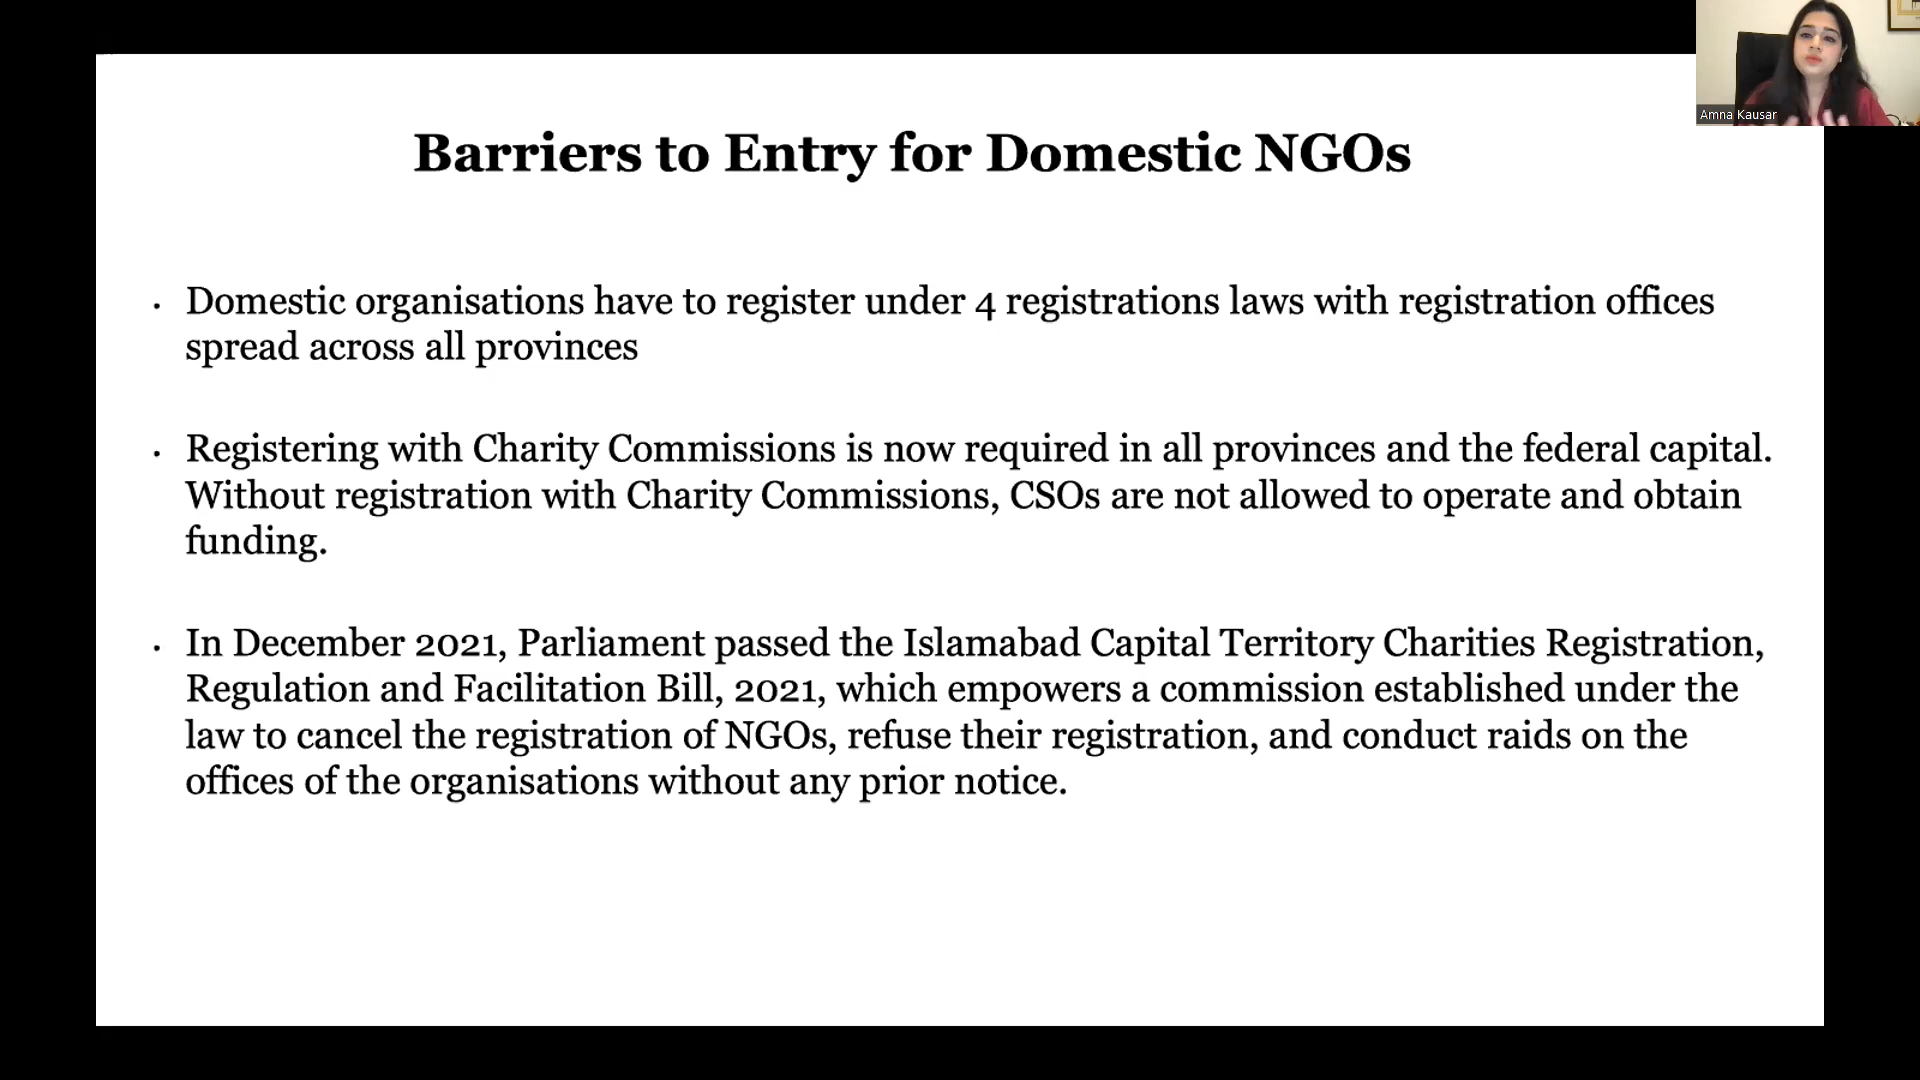 Amna Kausar
Barriers to Entry for Domestic NGOs
• Domestic organisations have to register under 4 registrations laws with registration offices
spread across all provinces
• Registering with Charity Commissions is now required in all provinces and the federal capital.
Without registration with Charity Commissions, CSOs are not allowed to operate and obtain
funding.
• In December 2021, Parliament passed the Islamabad Capital Territory Charities Registration,
Regulation and Facilitation Bill, 2021, which empowers a commission established under the
law to cancel the registration of NGOs, refuse their registration, and conduct raids on the
offices of the organisations without any prior notice.